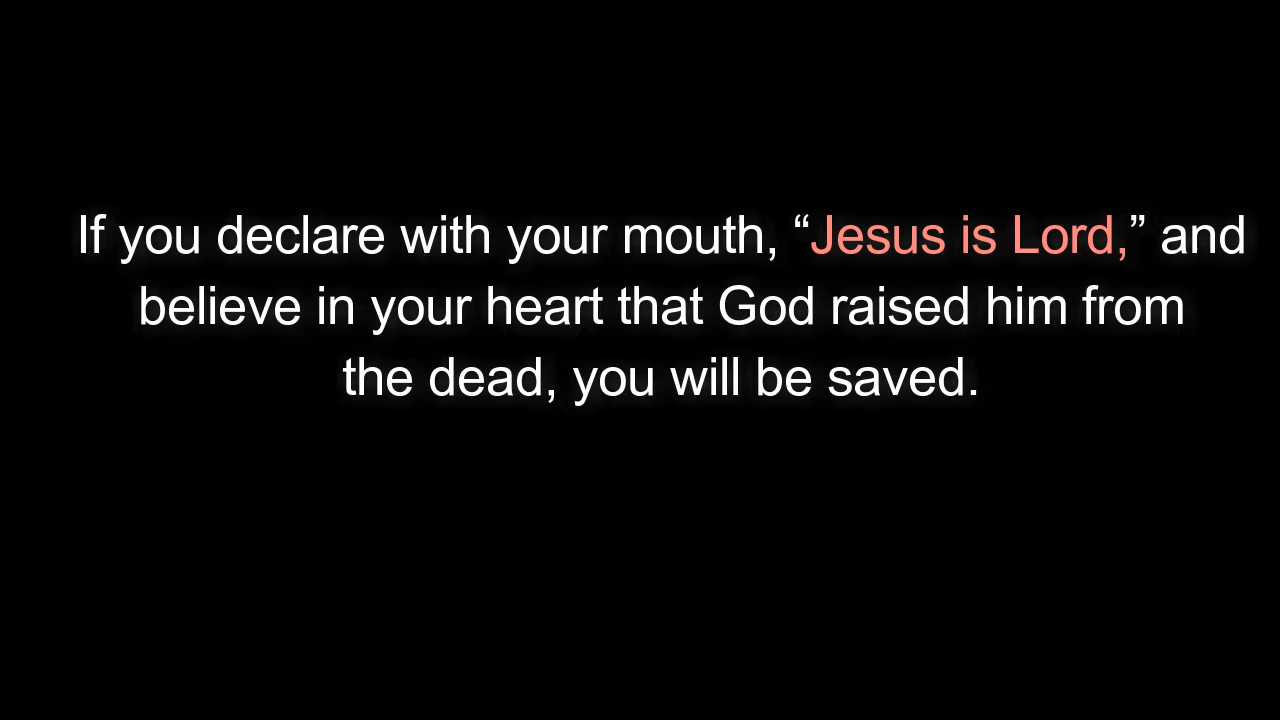 If you declare with your mouth, “Jesus is Lord,” and
believe in your heart that God raised him from
the dead, you will be saved.